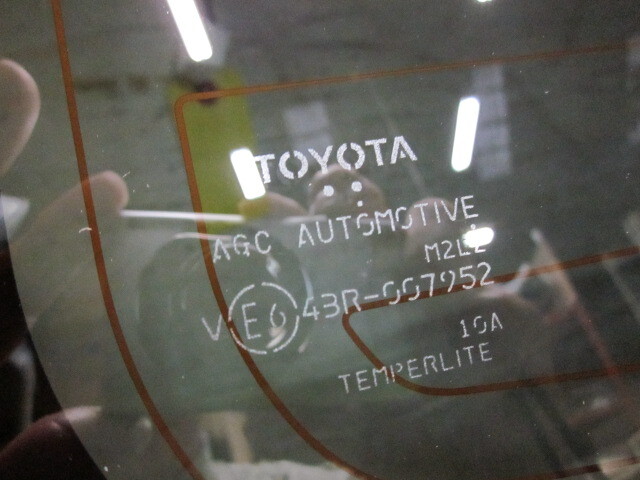 TOYOTA
AGC AUTOMOTIVE
M2L2
V E6 43R-007952
10A
TEMPERLITE